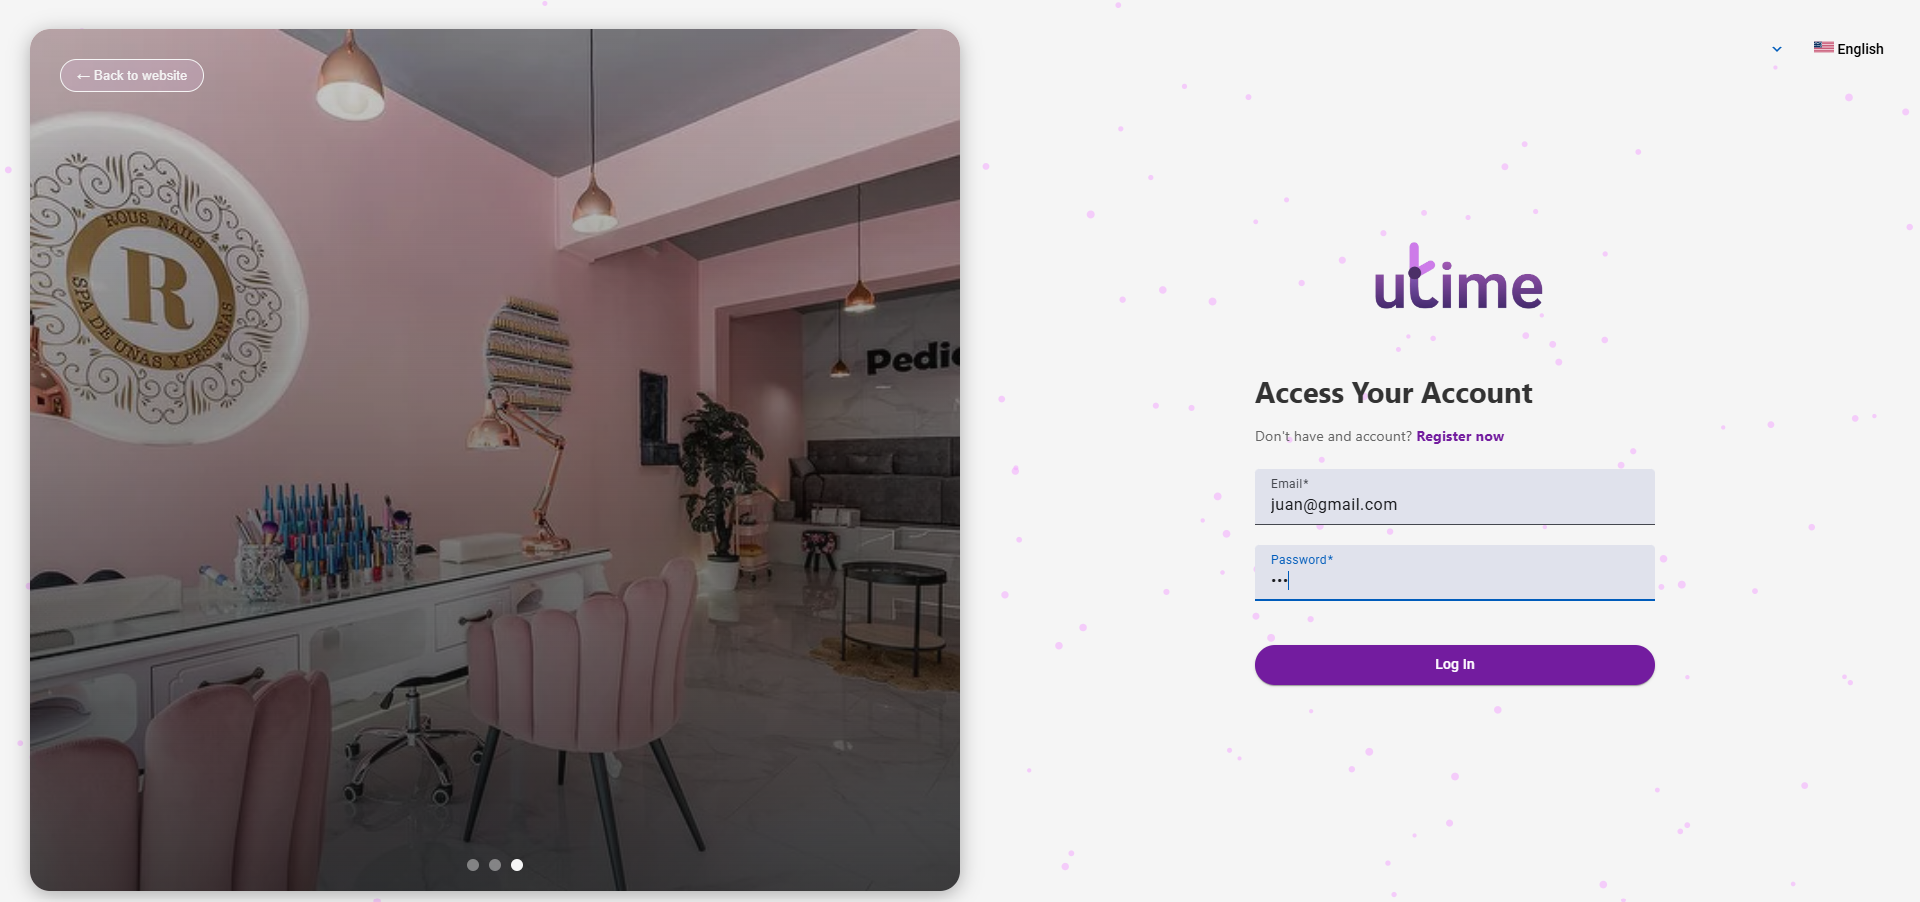 ← Back to website
ROUS NAILS
R
SPA DE UÑAS Y PESTAÑAS
Pedic
English
utime
Access Your Account
Don't have and account? Register now
Email*
juan@gmail.com
Password*
•••
Log In